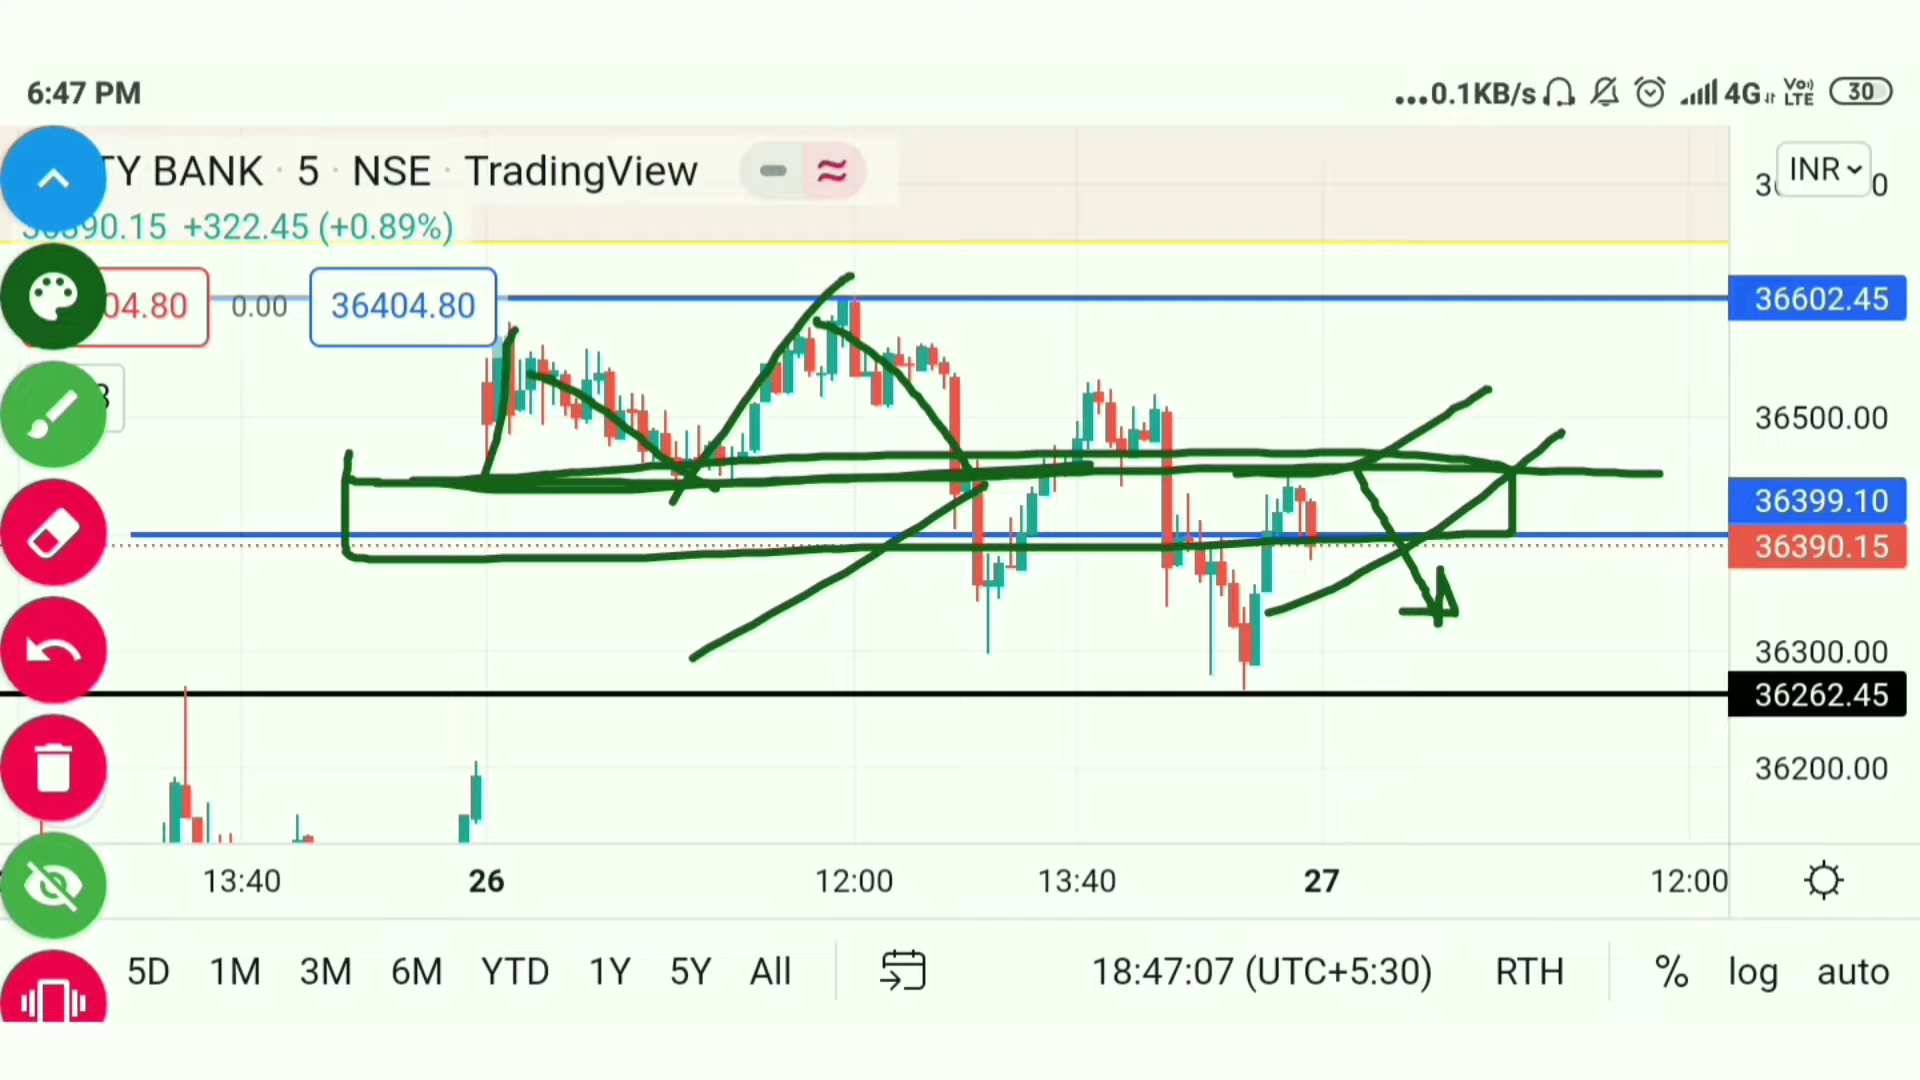 6:47 PM
...0.1KB/s 4G Vo)) LTE 30
TY BANK · 5 · NSE · TradingView
INR
+322.45 (+0.89%)
04.80 0.00 36404.80
36602.45
36500.00
36399.10
36390.15
36300.00
36262.45
36200.00
13:40 26 12:00 13:40 27 12:00
5D 1M 3M 6M YTD 1Y 5Y All 18:47:07 (UTC+5:30) RTH % log auto